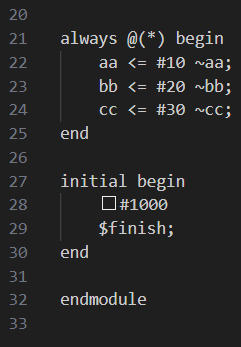 20
21 always @(*) begin
22 aa <= #10 ~aa;
23 bb <= #20 ~bb;
24 cc <= #30 ~cc;
25 end
26
27 initial begin
28 □#1000
29 $finish;
30 end
31
32 endmodule
33